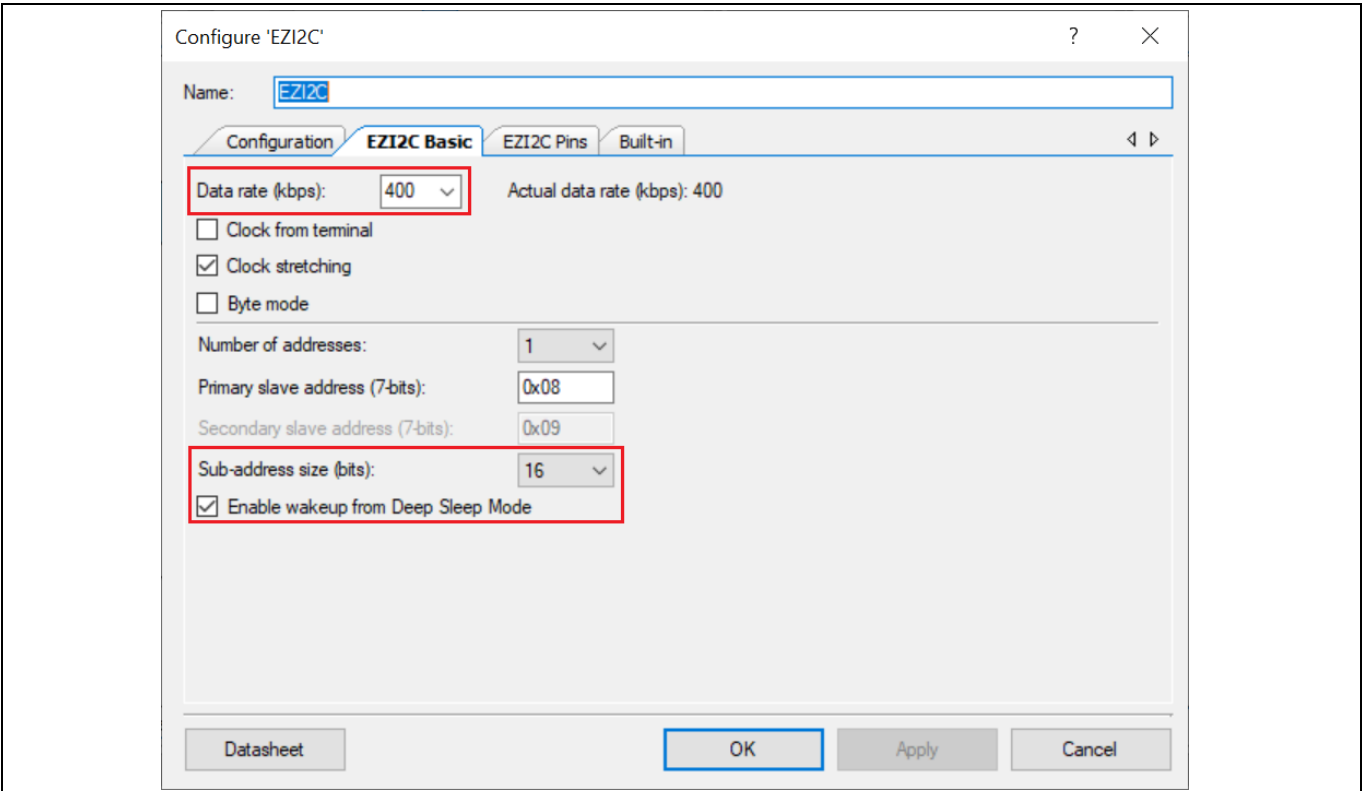 Configure 'EZI2C'
?
Name: EZI2C
Configuration EZI2C Basic EZI2C Pins Built-in
Data rate (kbps): 400 Actual data rate (kbps): 400
Clock from terminal
Clock stretching
Byte mode
Number of addresses: 1
Primary slave address (7-bits): 0x08
Secondary slave address (7-bits): 0x09
Sub-address size (bits): 16
Enable wakeup from Deep Sleep Mode
Datasheet OK Apply Cancel